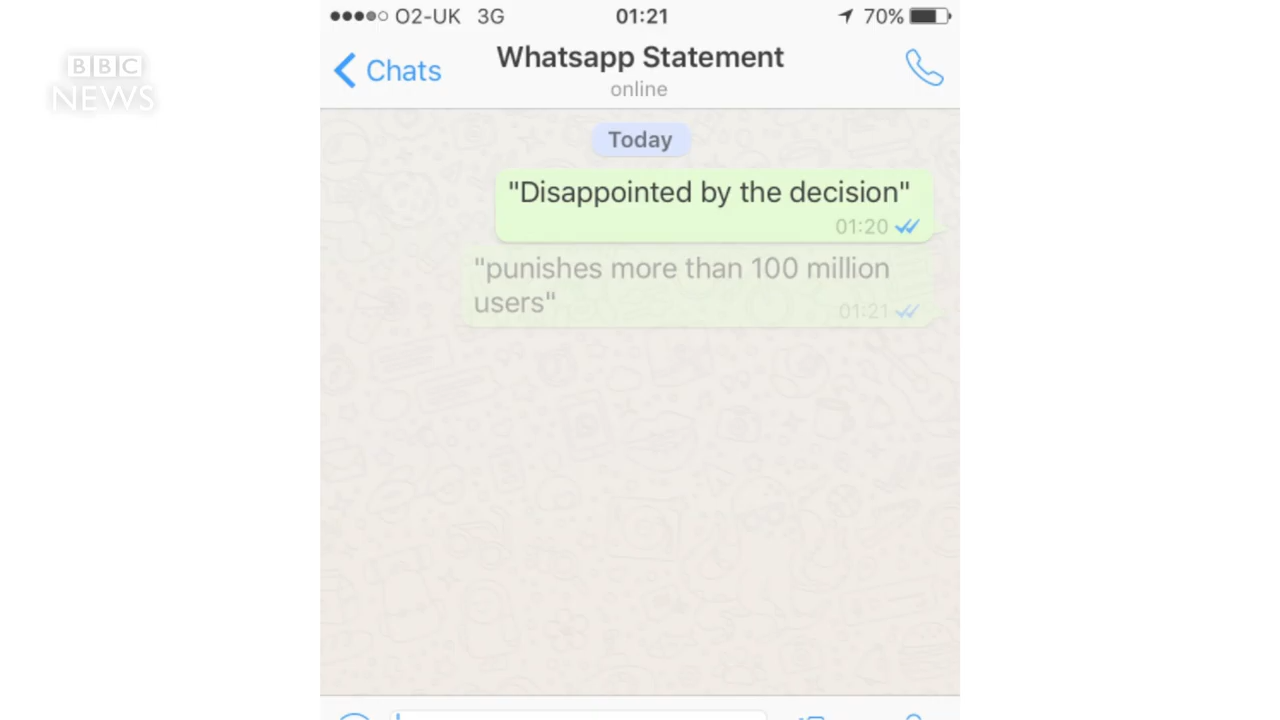 O2-UK 3G 01:21 70%
BBC
NEWS
Chats
Whatsapp Statement
online
Today
"Disappointed by the decision"
01:20
"punishes more than 100 million
users"
01:21